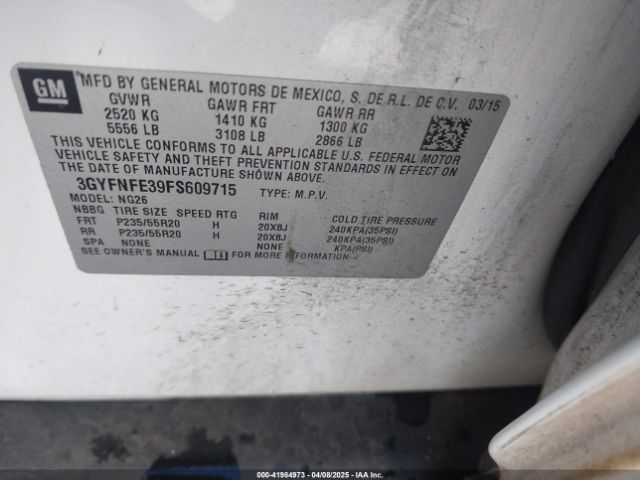 GM
MFD BY GENERAL MOTORS DE MEXICO, S. DE R.L. DE C.V. 03/15
GVWR GAWR FRT GAWR RR
2520 KG 1410 KG 1300 KG
5556 LB 3108 LB 2866 LB
THIS VEHICLE CONFORMS TO ALL APPLICABLE U.S. FEDERAL MOTOR
VEHICLE SAFETY AND THEFT PREVENTION STANDARDS IN EFFECT ON
THE DATE OF MANUFACTURE SHOWN ABOVE.
3GYFNFE39FS609715 TYPE: M.P.V.
MODEL: NG26
NBBG TIRE SIZE SPEED RTG RIM COLD TIRE PRESSURE
FRT P235/55R20 H 20X8J 240KPA(35PSI)
RR P235/55R20 H 20X8J 240KPA(35PSI)
SPA NONE NONE KPA(PSI)
SEE OWNER'S MANUAL FOR MORE INFORMATION.
00-41984973 | 04/08/2025 - IAA Inc.